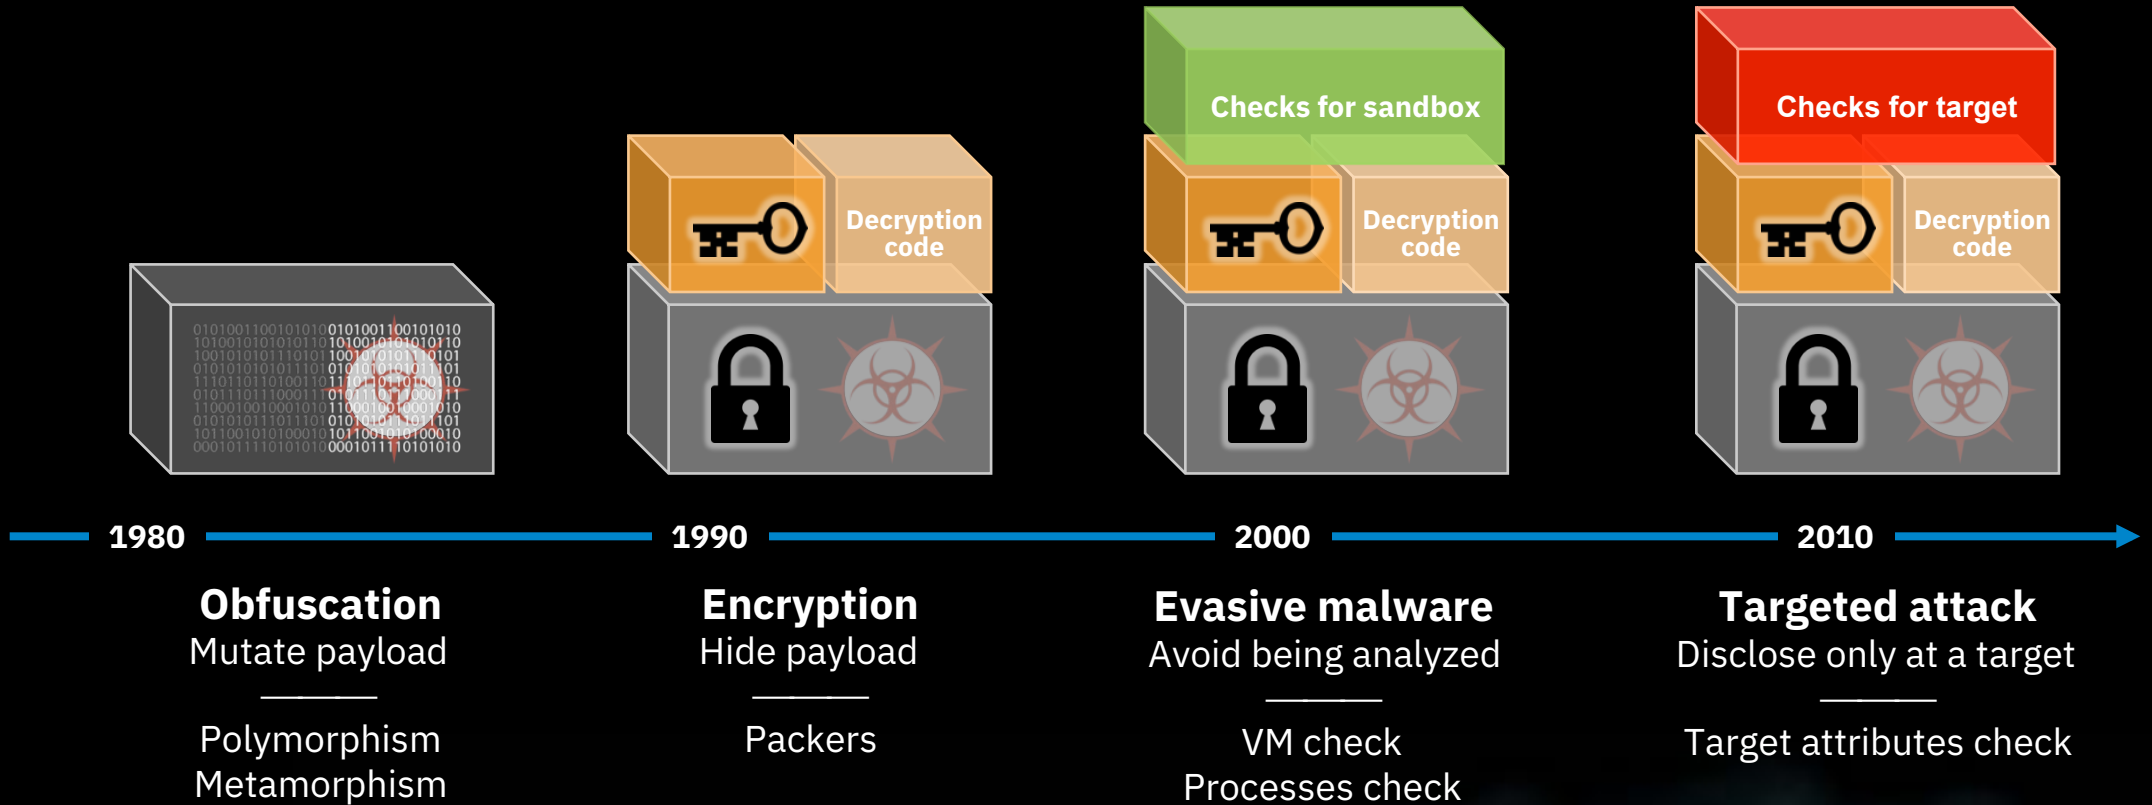 Checks for sandbox
Checks for target
Decryption
code
Decryption
code
Decryption
code
01010011001010100101001100101010
101001010101011010100101010101010
1980
1990
2000
2010
Obfuscation
Mutate payload
Polymorphism
Metamorphism
Encryption
Hide payload
Packers
Evasive malware
Avoid being analyzed
VM check
Processes check
Targeted attack
Disclose only at a target
Target attributes check